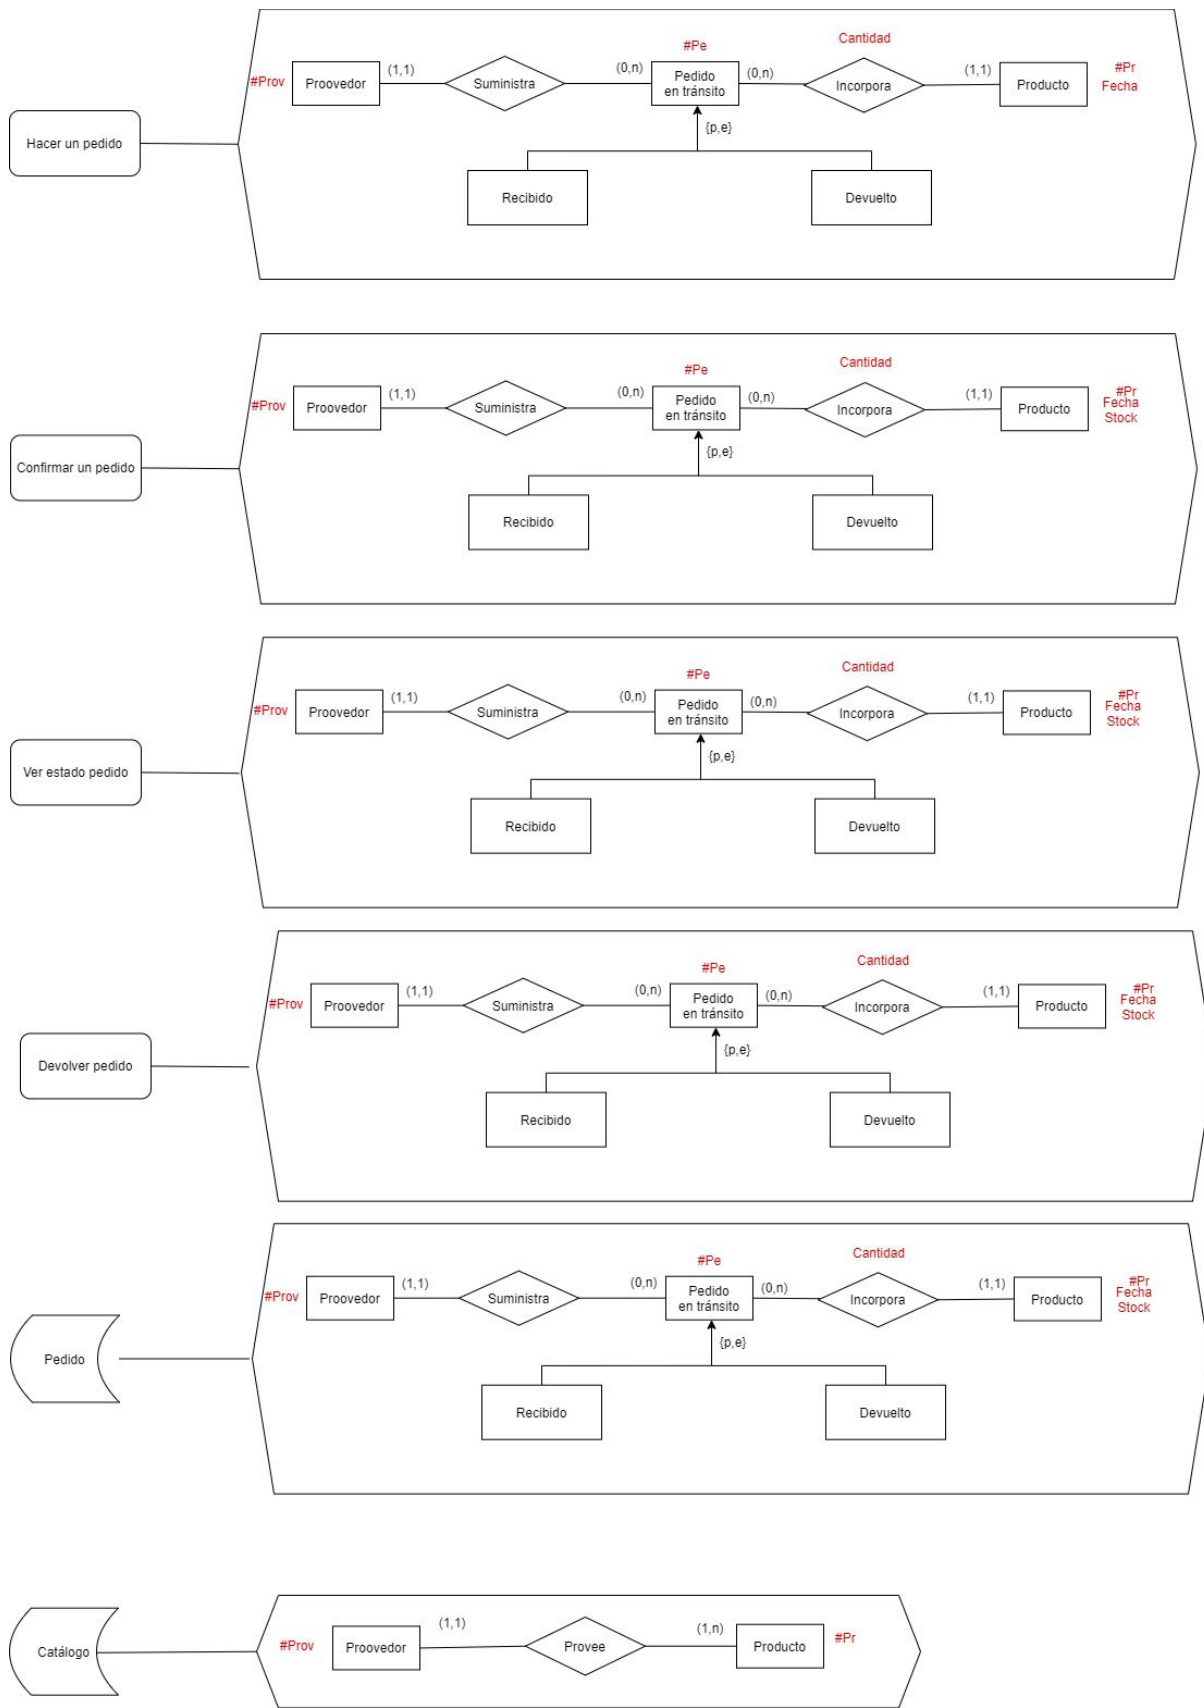 Hacer un pedido
#Prov
Proovedor
(1,1)
Suministra
(0,n)
#Pe
Pedido
en tránsito
(0,n)
Cantidad
Incorpora
(1,1)
Producto
#Pr
Fecha
{p,e}
Recibido
Devuelto
Confirmar un pedido
#Prov
Proovedor
(1,1)
Suministra
(0,n)
#Pe
Pedido
en tránsito
(0,n)
Cantidad
Incorpora
(1,1)
Producto
#Pr
Fecha
Stock
{p,e}
Recibido
Devuelto
Ver estado pedido
#Prov
Proovedor
(1,1)
Suministra
(0,n)
#Pe
Pedido
en tránsito
(0,n)
Cantidad
Incorpora
(1,1)
Producto
#Pr
Fecha
Stock
{p,e}
Recibido
Devuelto
Devolver pedido
#Prov
Proovedor
(1,1)
Suministra
(0,n)
#Pe
Pedido
en tránsito
(0,n)
Cantidad
Incorpora
(1,1)
Producto
#Pr
Fecha
Stock
{p,e}
Recibido
Devuelto
Pedido
#Prov
Proovedor
(1,1)
Suministra
(0,n)
#Pe
Pedido
en tránsito
(0,n)
Cantidad
Incorpora
(1,1)
Producto
#Pr
Fecha
Stock
{p,e}
Recibido
Devuelto
Catálogo
#Prov
Proovedor
(1,1)
Provee
(1,n)
Producto
#Pr